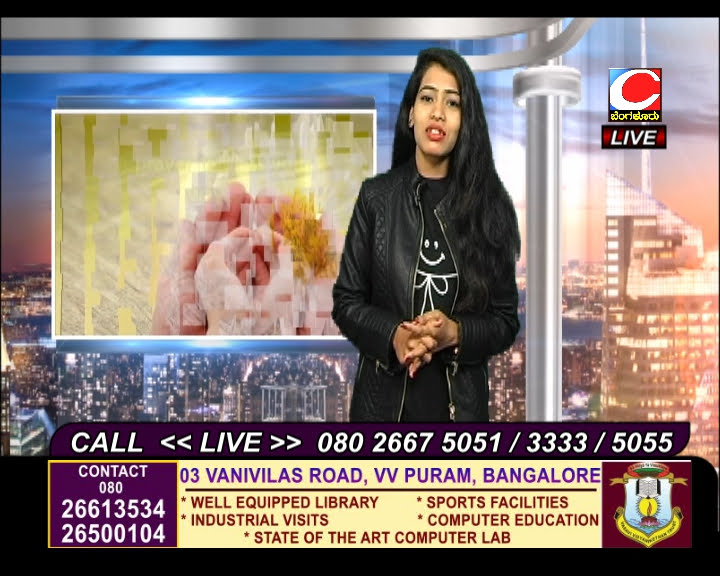 ಬೆಂಗಳೂರು
LIVE
CALL << LIVE >> 080 2667 5051 / 3333 / 5055
CONTACT
080
26613534
26500104
03 VANIVILAS ROAD, VV PURAM, BANGALORE
* WELL EQUIPPED LIBRARY * SPORTS FACILITIES
* INDUSTRIAL VISITS * COMPUTER EDUCATION
* STATE OF THE ART COMPUTER LAB